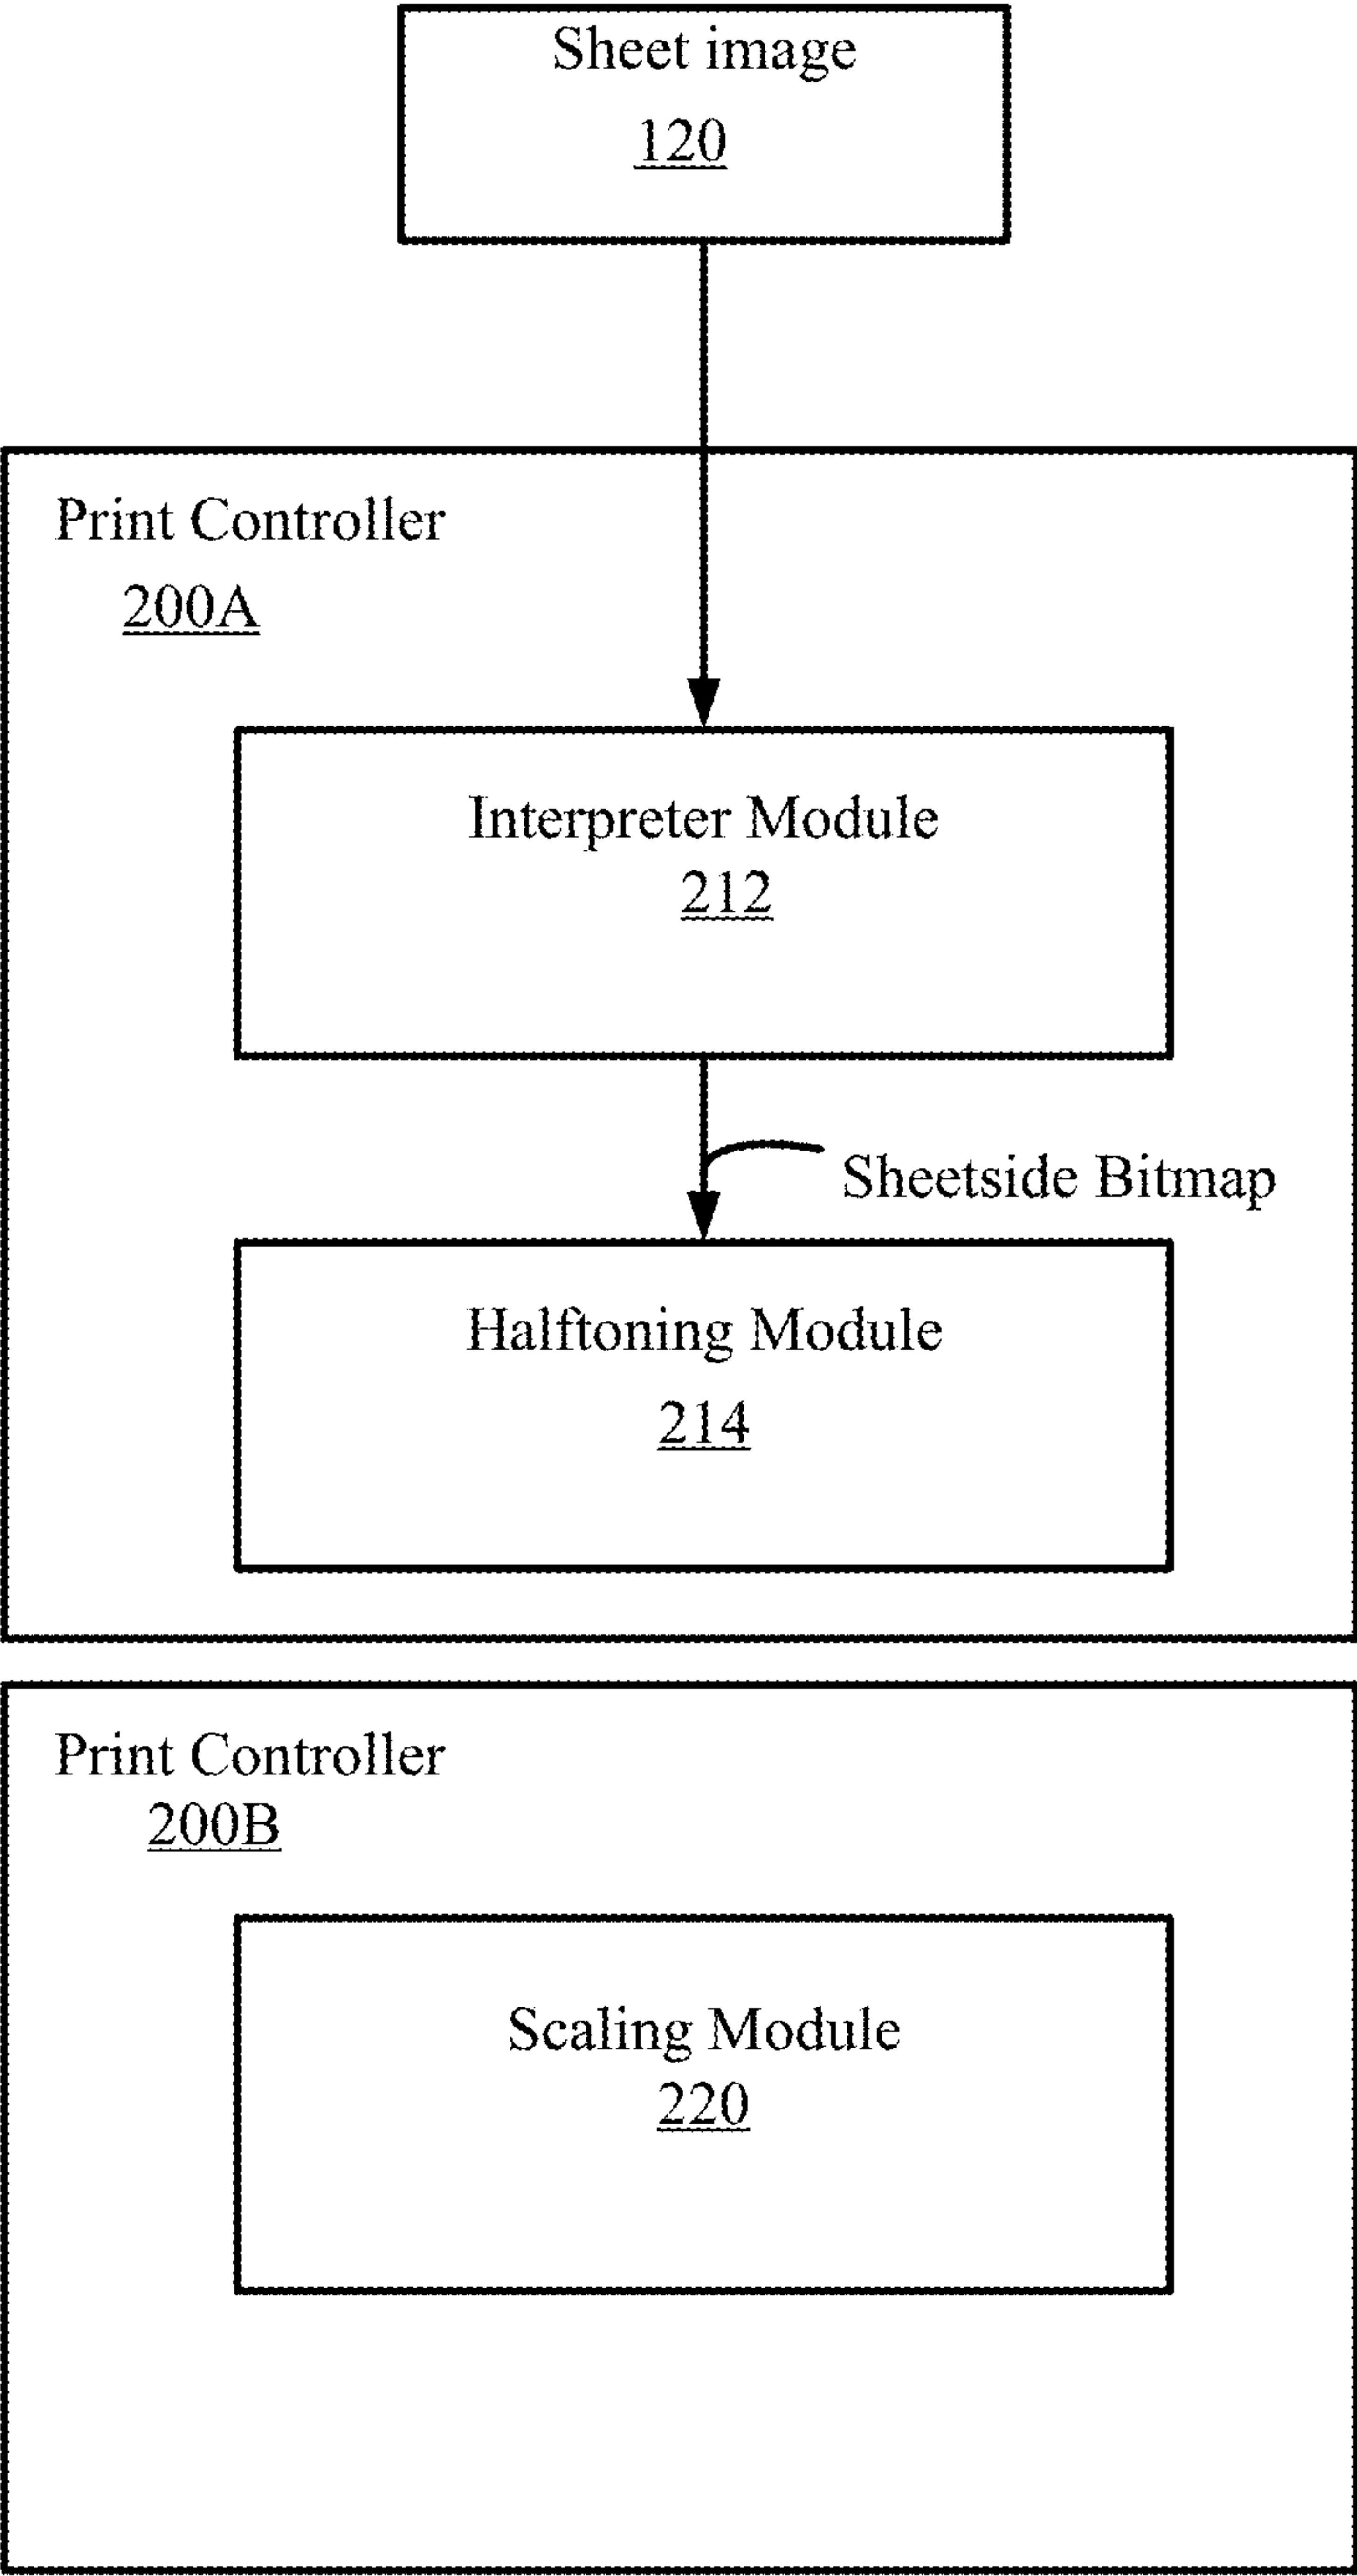 Sheet image
120
Print Controller
200A
Interpreter Module
212
Sheetside Bitmap
Halftoning Module
214
Print Controller
200B
Scaling Module
220